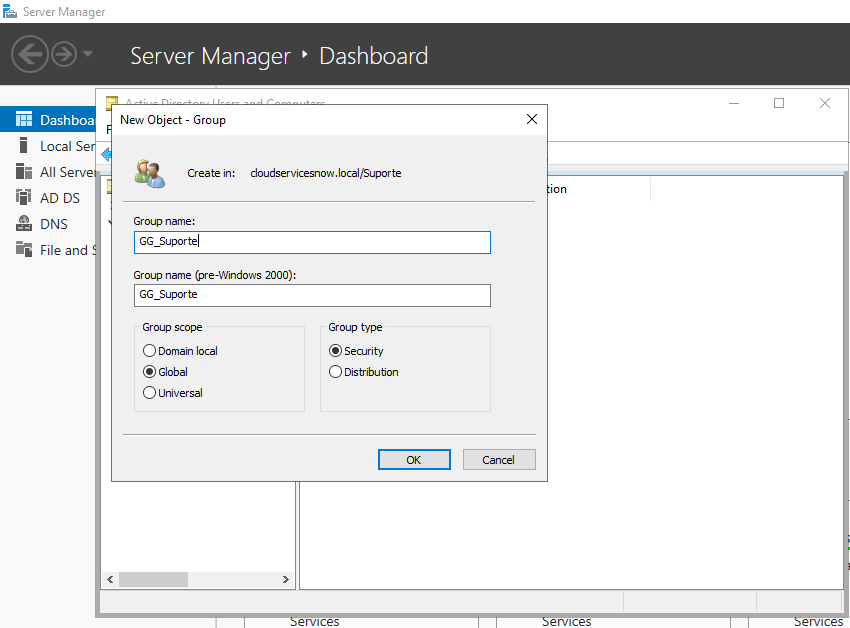 Server Manager
Server Manager ‣ Dashboard
Active Directory Users and Computers
New Object - Group
Dashboa
Local Ser
All Server
AD DS
DNS
File and S
Create in: cloudservicesnow.local/Suporte
tion
Group name:
GG_Suporte
Group name (pre-Windows 2000):
GG_Suporte
Group scope
Group type
Domain local
Security
Global
Distribution
Universal
OK
Cancel
Services
Services
Services